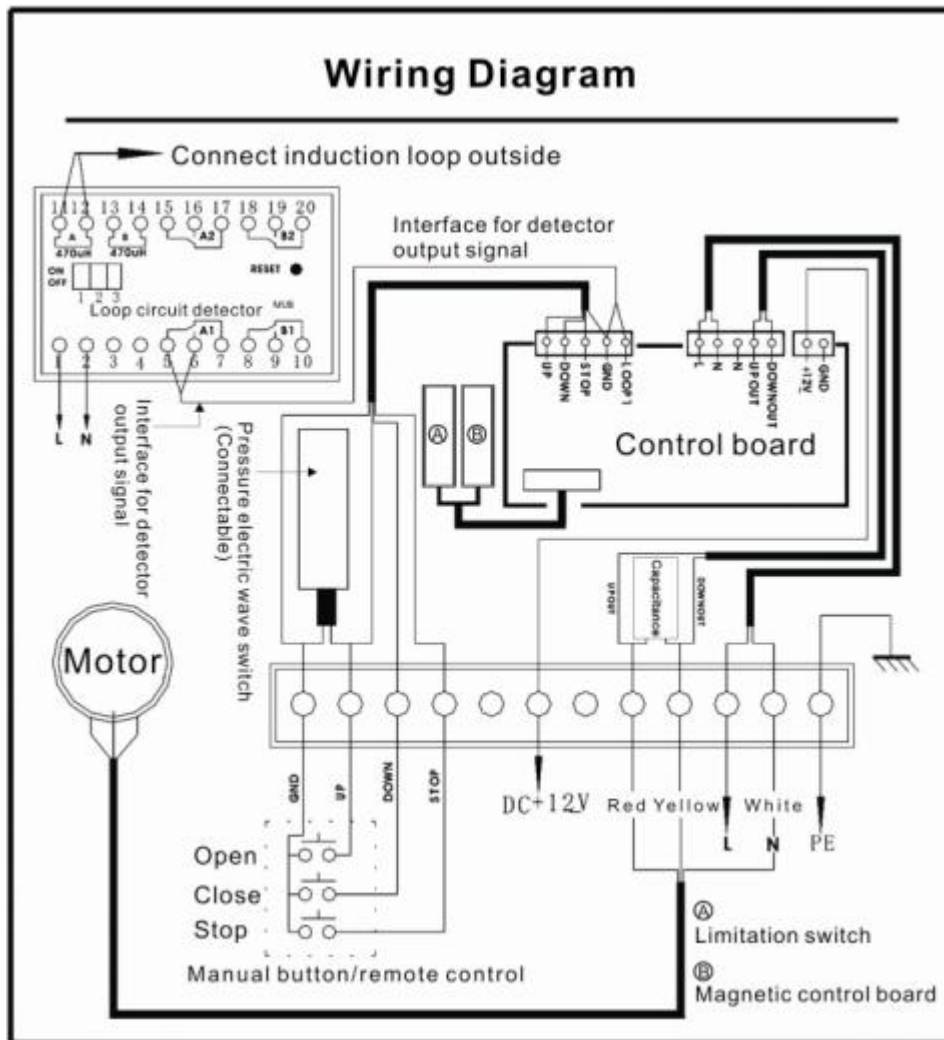 Wiring Diagram
Connect induction loop outside
11 12 13 14 15 16 17 18 19 20
A B A2 B2
470uH 470uH
ON
OFF
1 2 3
RESET
Loop circuit detector
A1 B1
1 2 3 4 5 6 7 8 9 10
L N
Interface for detector
output signal
Interface for detector
output signal
UP
DOWN
STOP
GND
LOOP1
L
N
N
UPOUT
DOWNOUT
+12V
GND
Control board
A
B
Pressure electric wave switch
(Connectable)
UPOUT
Capacitance
DOWNOUT
Motor
GND
UP
DOWN
STOP
DC+12V
Red Yellow White
L N PE
Open
Close
Stop
Manual button/remote control
A
Limitation switch
B
Magnetic control board